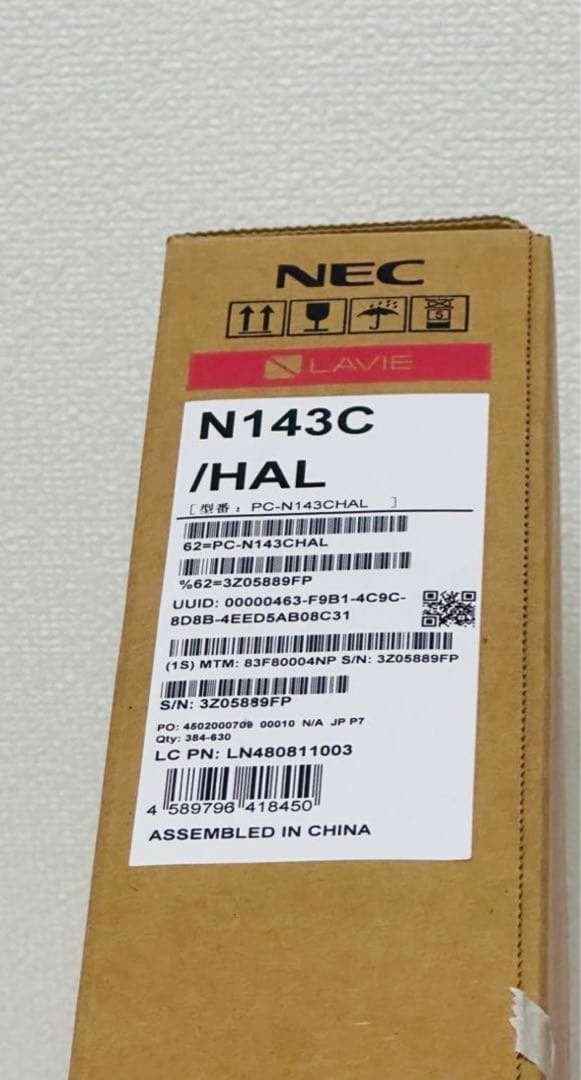 NEC
5
LAVIE
N143C
/HAL
[型番: PC-N143CHAL ]
62=PC-N143CHAL
%62=3Z05889FP
UUID: 00000463-F9B1-4C9C-
8D8B-4EED5AB08C31
(1S) MTM: 83F80004NP S/N: 3Z05889FP
S/N: 3Z05889FP
PO: 4502000709 00010 N/A JP P7
Qty: 384-630
LC PN: LN480811003
4 589796 418450
ASSEMBLED IN CHINA